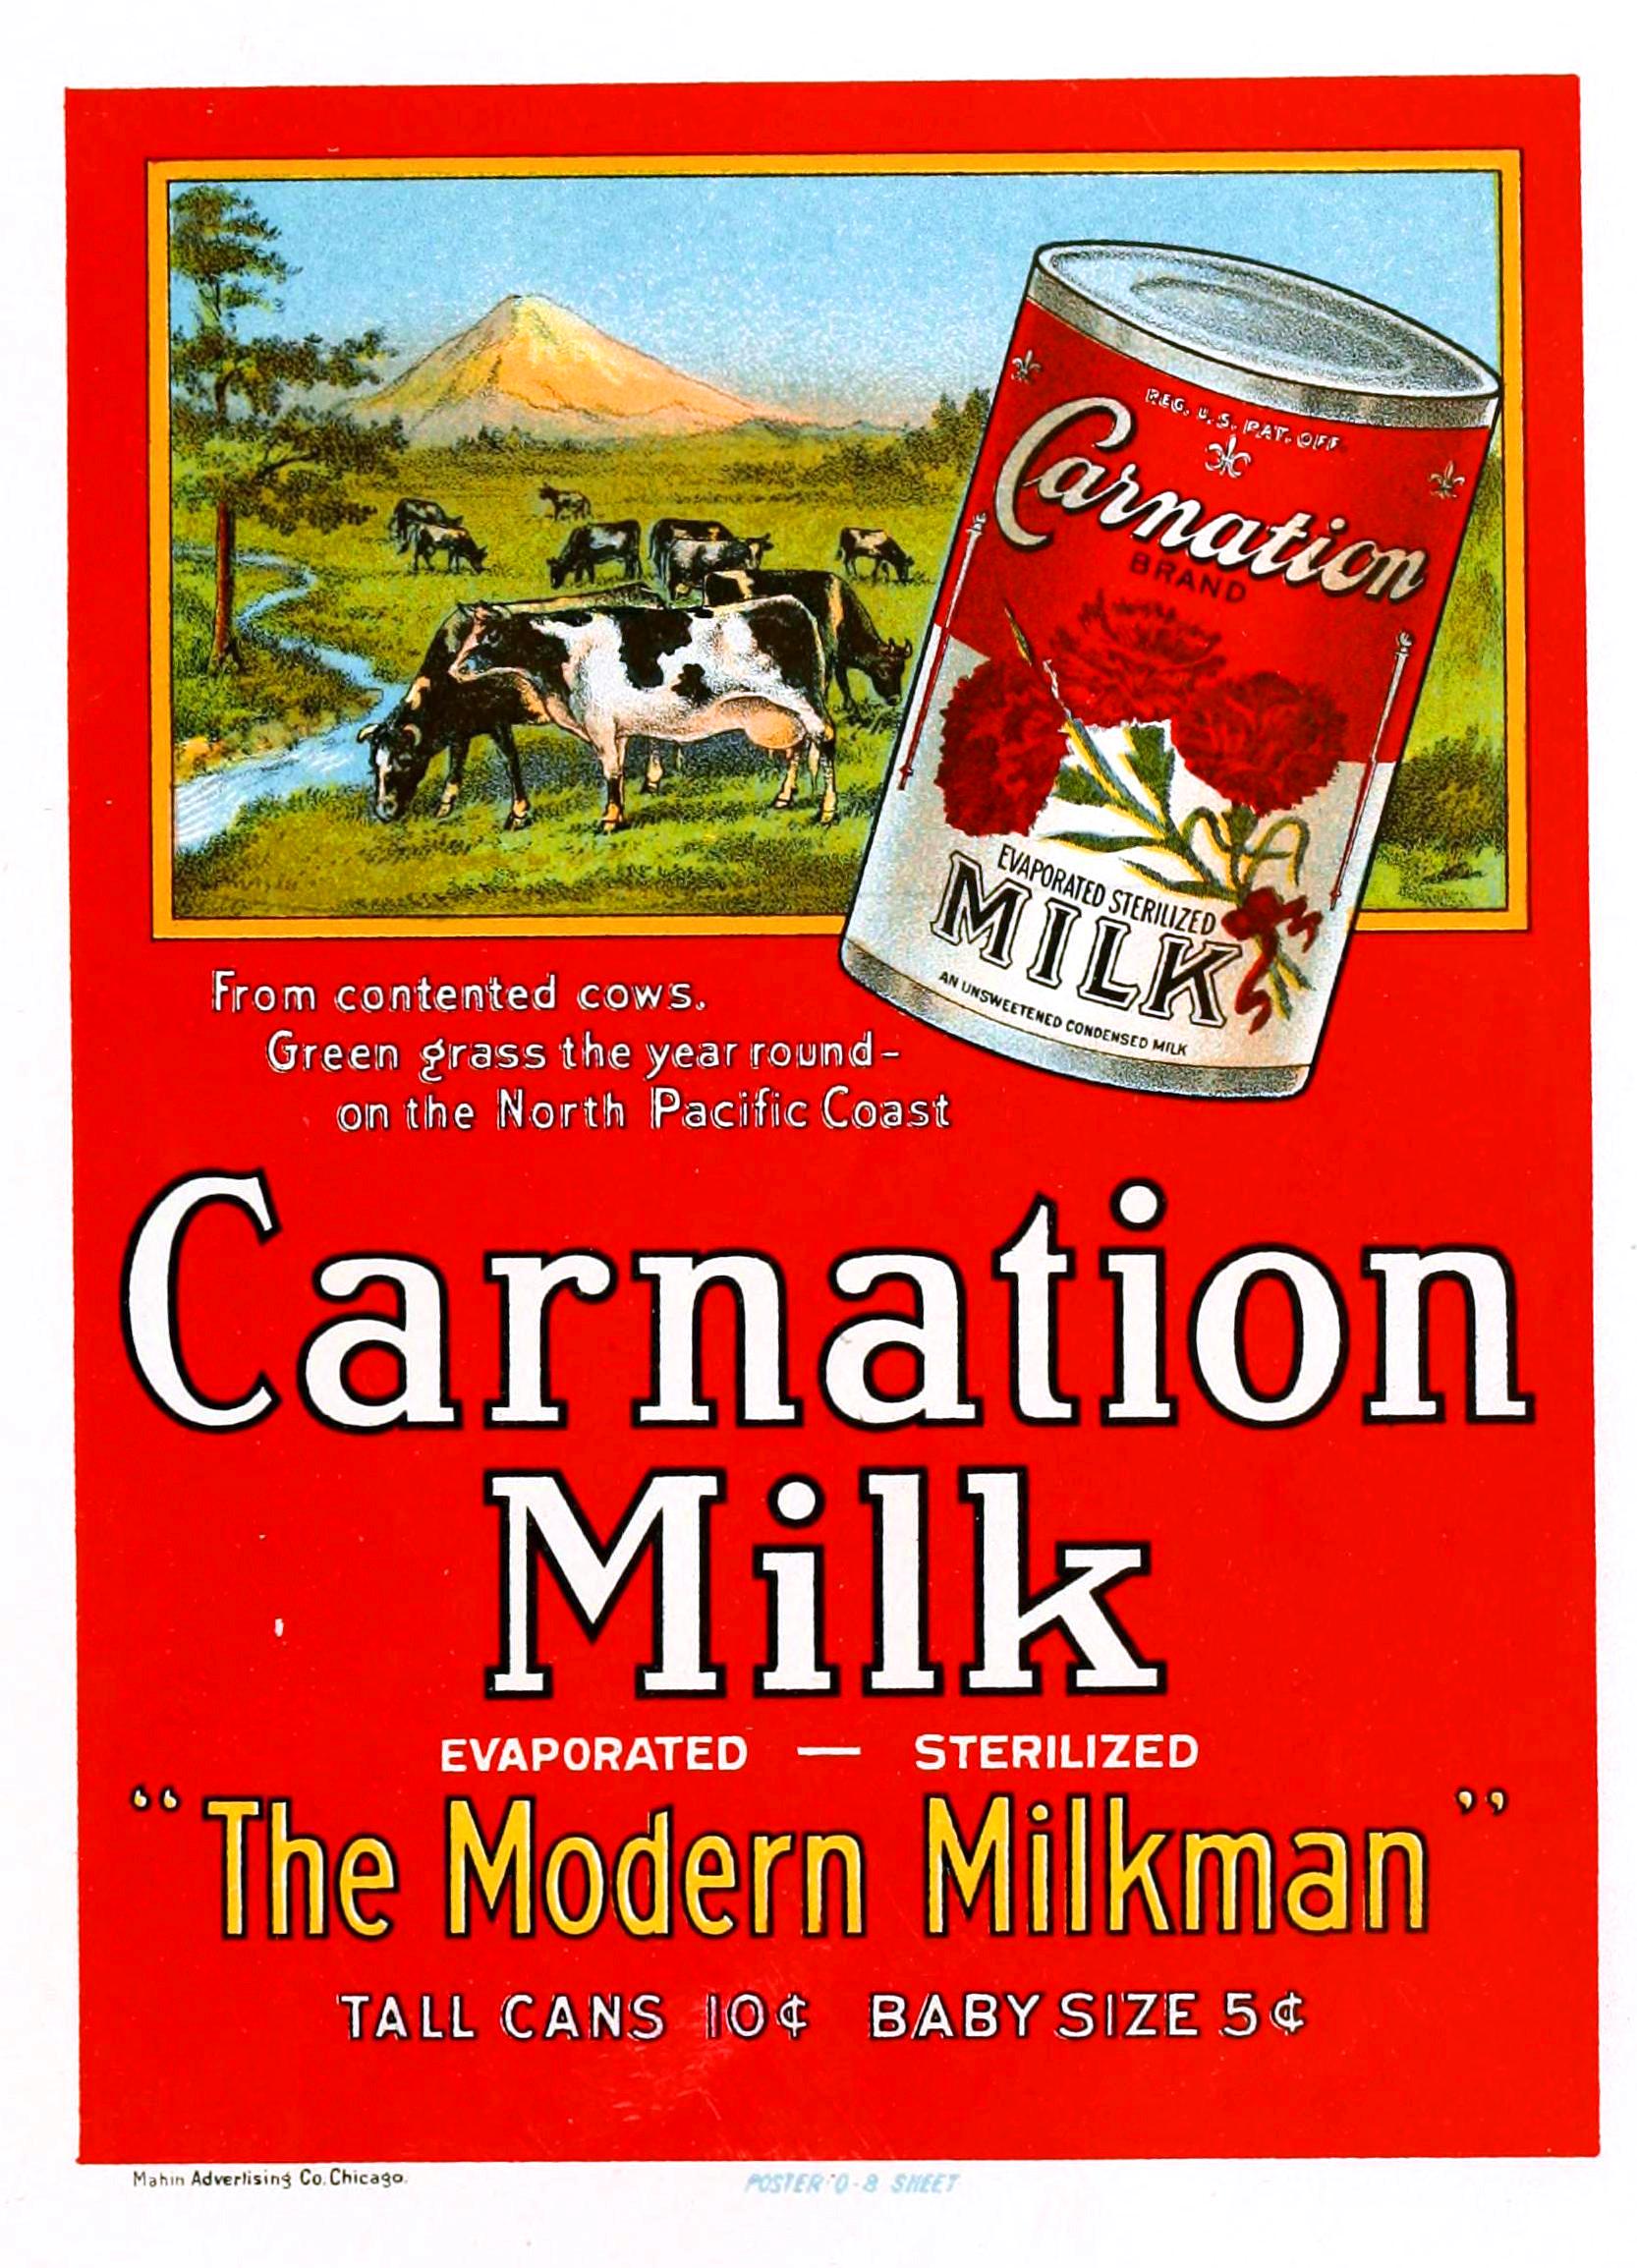 REG. U.S. PAT. OFF.
Carnation
BRAND
EVAPORATED STERILIZED
MILK
AN UNSWEETENED CONDENSED MILK
From contented cows.
Green grass the year round-
on the North Pacific Coast
Carnation
Milk
EVAPORATED — STERILIZED
“The Modern Milkman”
TALL CANS 10¢ BABY SIZE 5¢
Mahin Advertising Co. Chicago.
POSTER O-8 SHEET